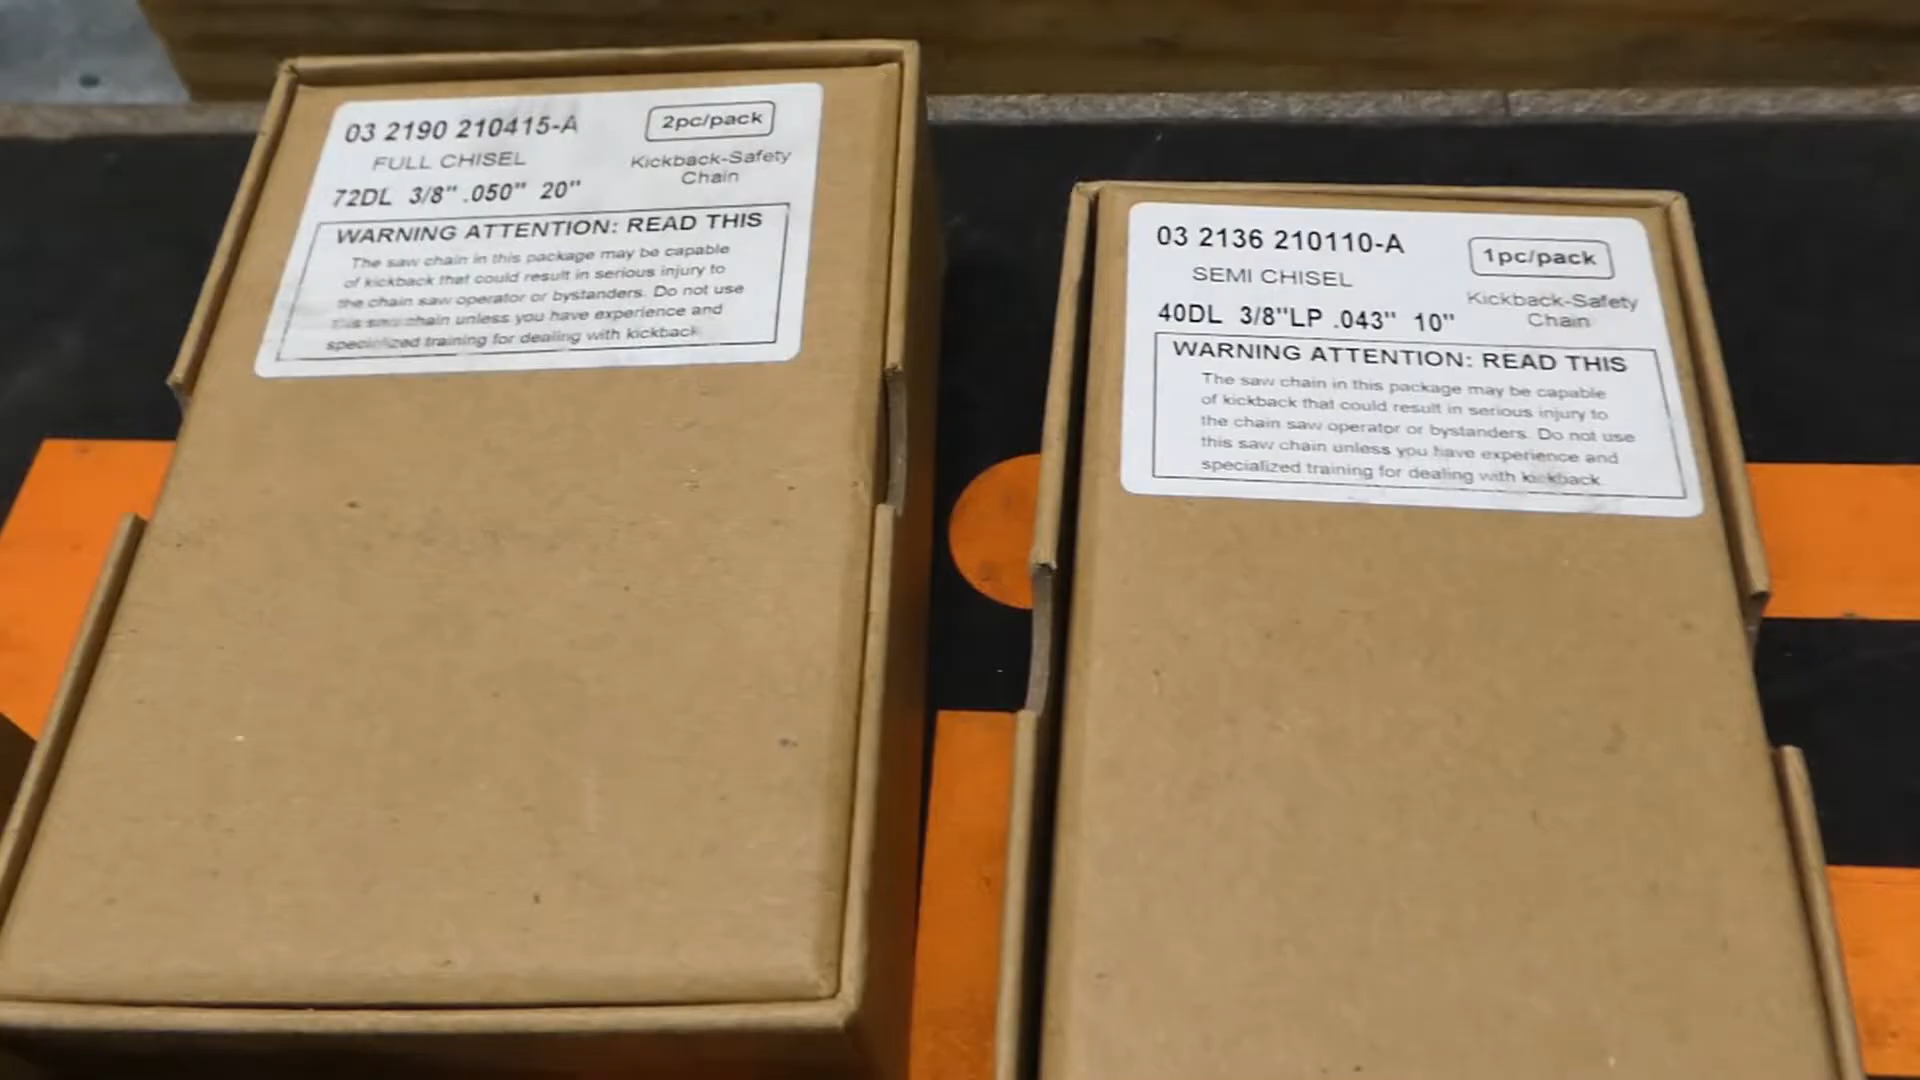 03 2190 210415-A
2pc/pack
FULL CHISEL
Kickback-Safety
Chain
72DL 3/8" .050" 20"
WARNING ATTENTION: READ THIS
The saw chain in this package may be capable
of kickback that could result in serious injury to
the chain saw operator or bystanders. Do not use
this saw chain unless you have experience and
specialized training for dealing with kickback
03 2136 210110-A
1pc/pack
SEMI CHISEL
Kickback-Safety
Chain
40DL 3/8"LP .043" 10"
WARNING ATTENTION: READ THIS
The saw chain in this package may be capable
of kickback that could result in serious injury to
the chain saw operator or bystanders. Do not use
this saw chain unless you have experience and
specialized training for dealing with kickback